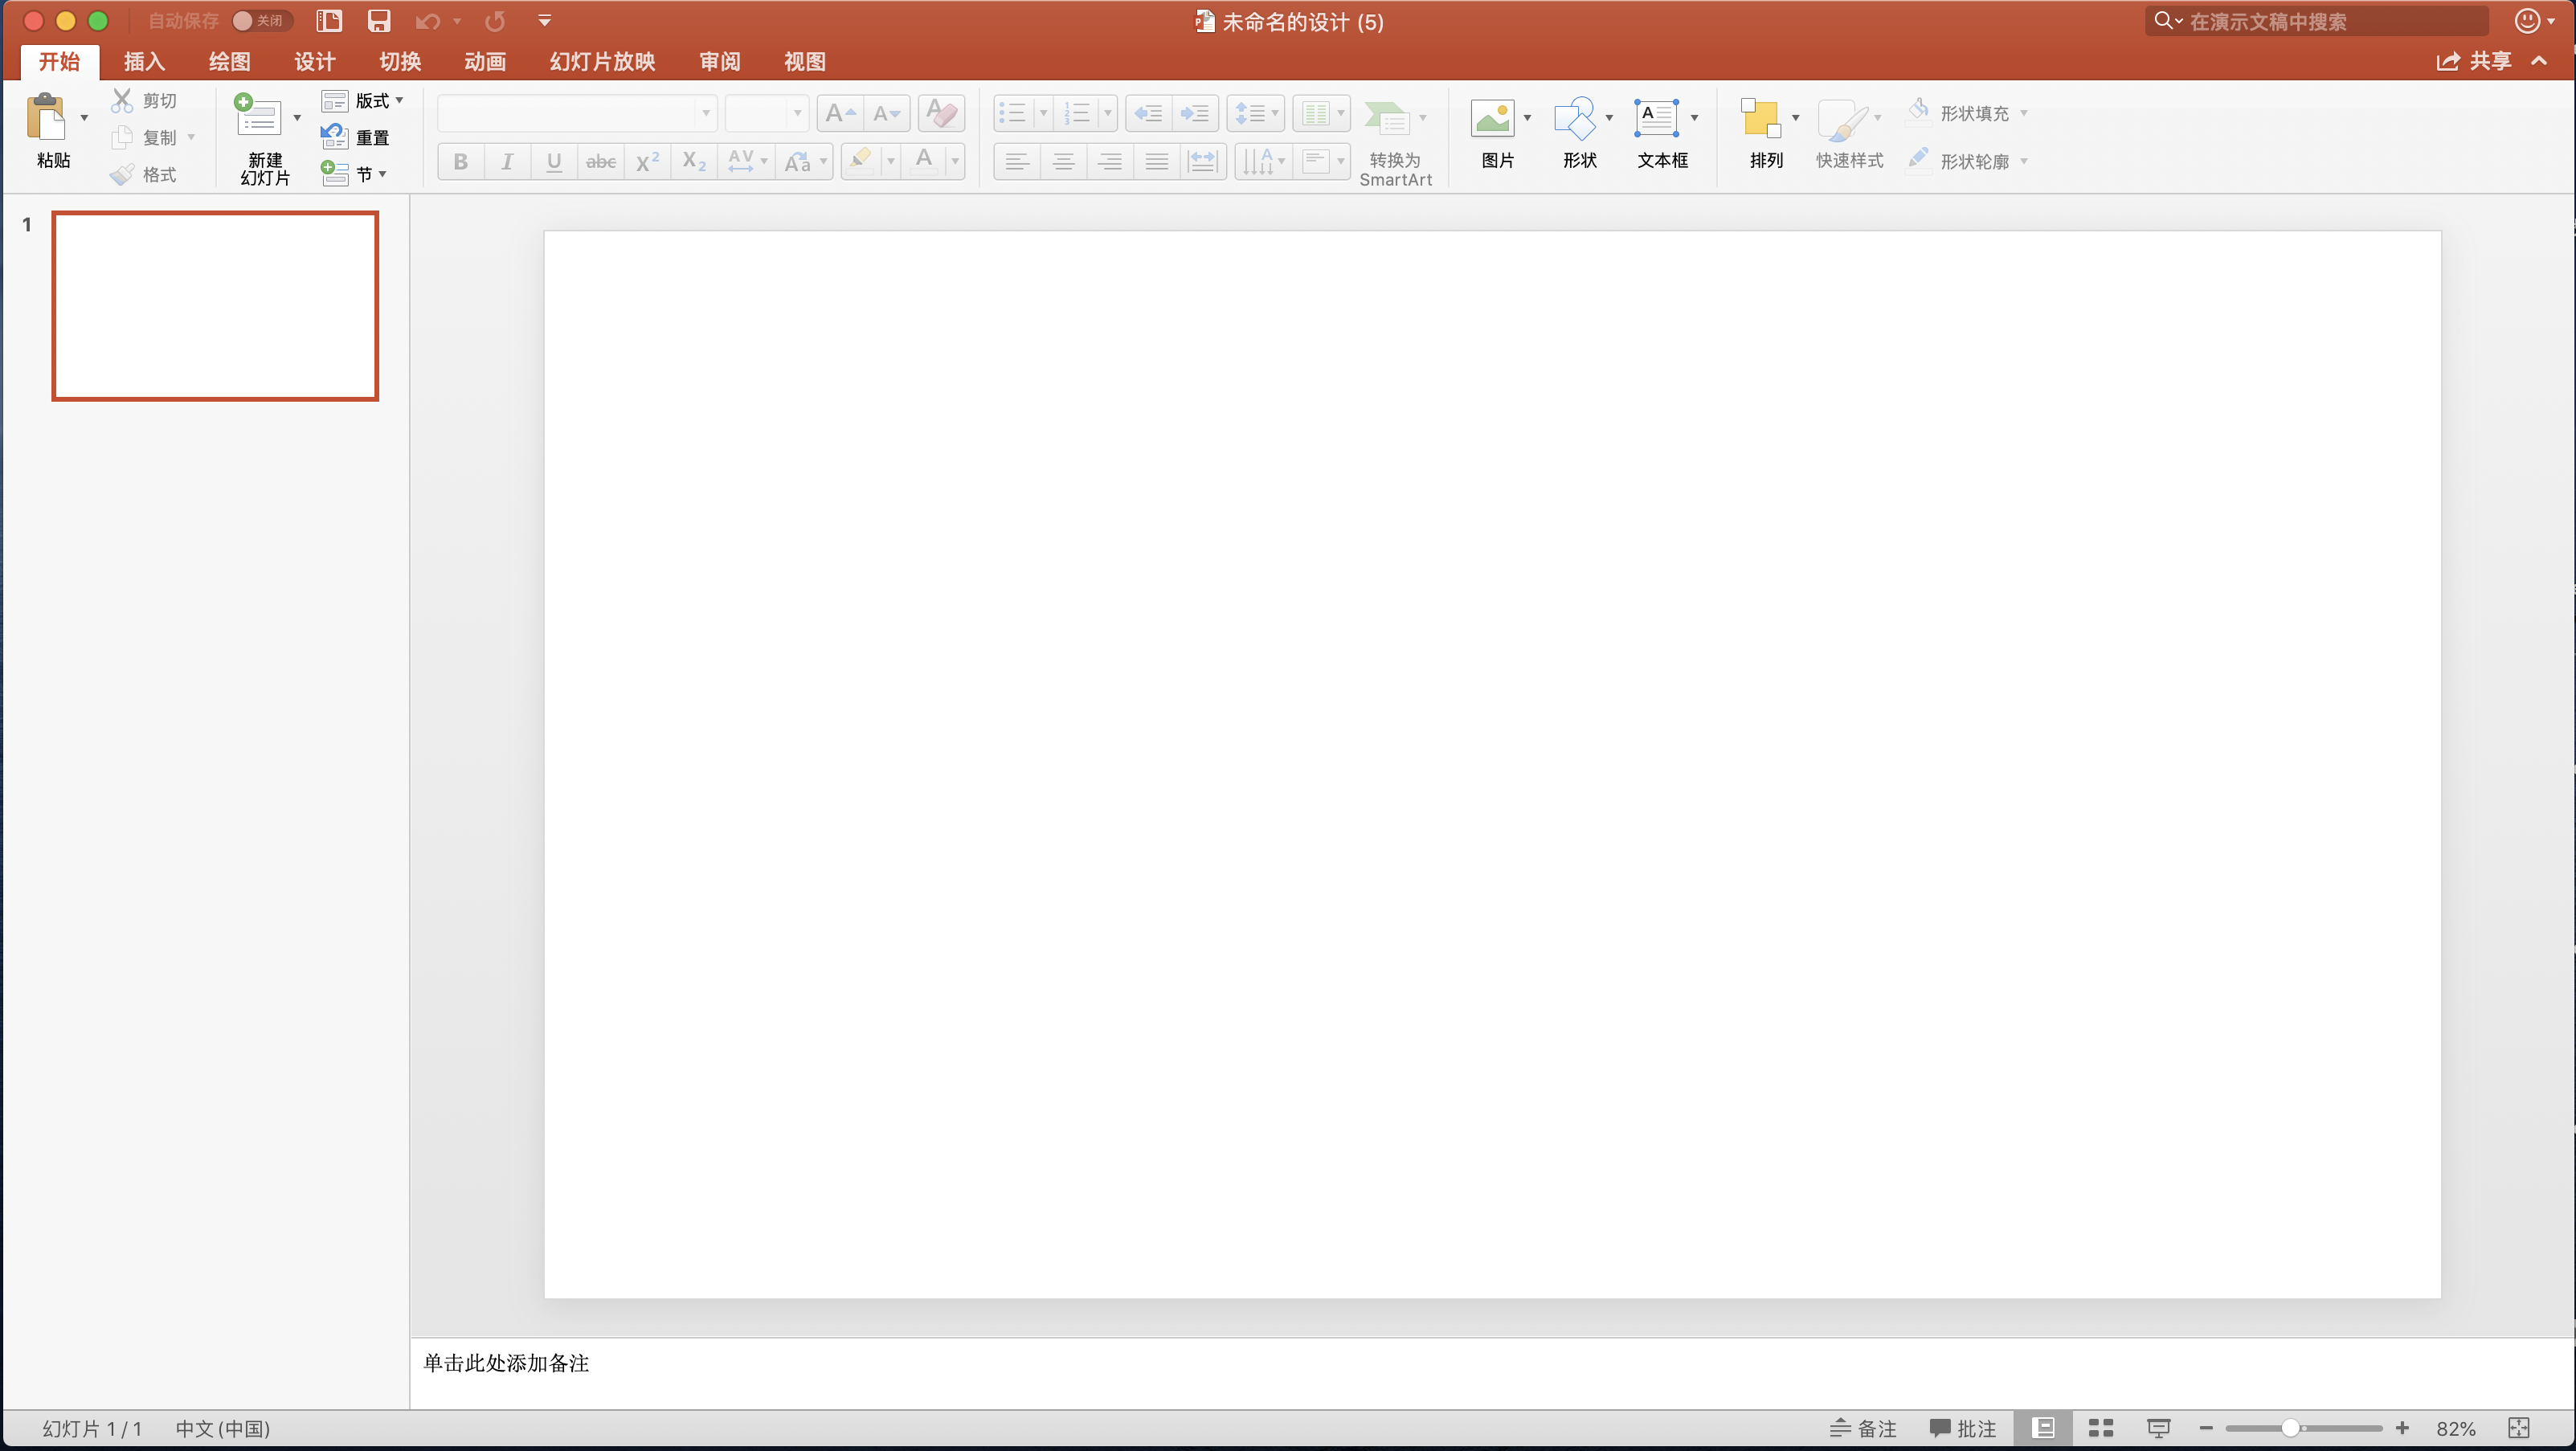 自动保存 关闭 未命名的设计 (5) 在演示文稿中搜索
开始 插入 绘图 设计 切换 动画 幻灯片放映 审阅 视图 共享
粘贴
剪切
复制
格式
新建
幻灯片
版式
重置
节
转换为
SmartArt
图片
形状
文本框
排列
快速样式
形状填充
形状轮廓
1
单击此处添加备注
幻灯片 1 / 1 中文 (中国) 备注 批注 82%